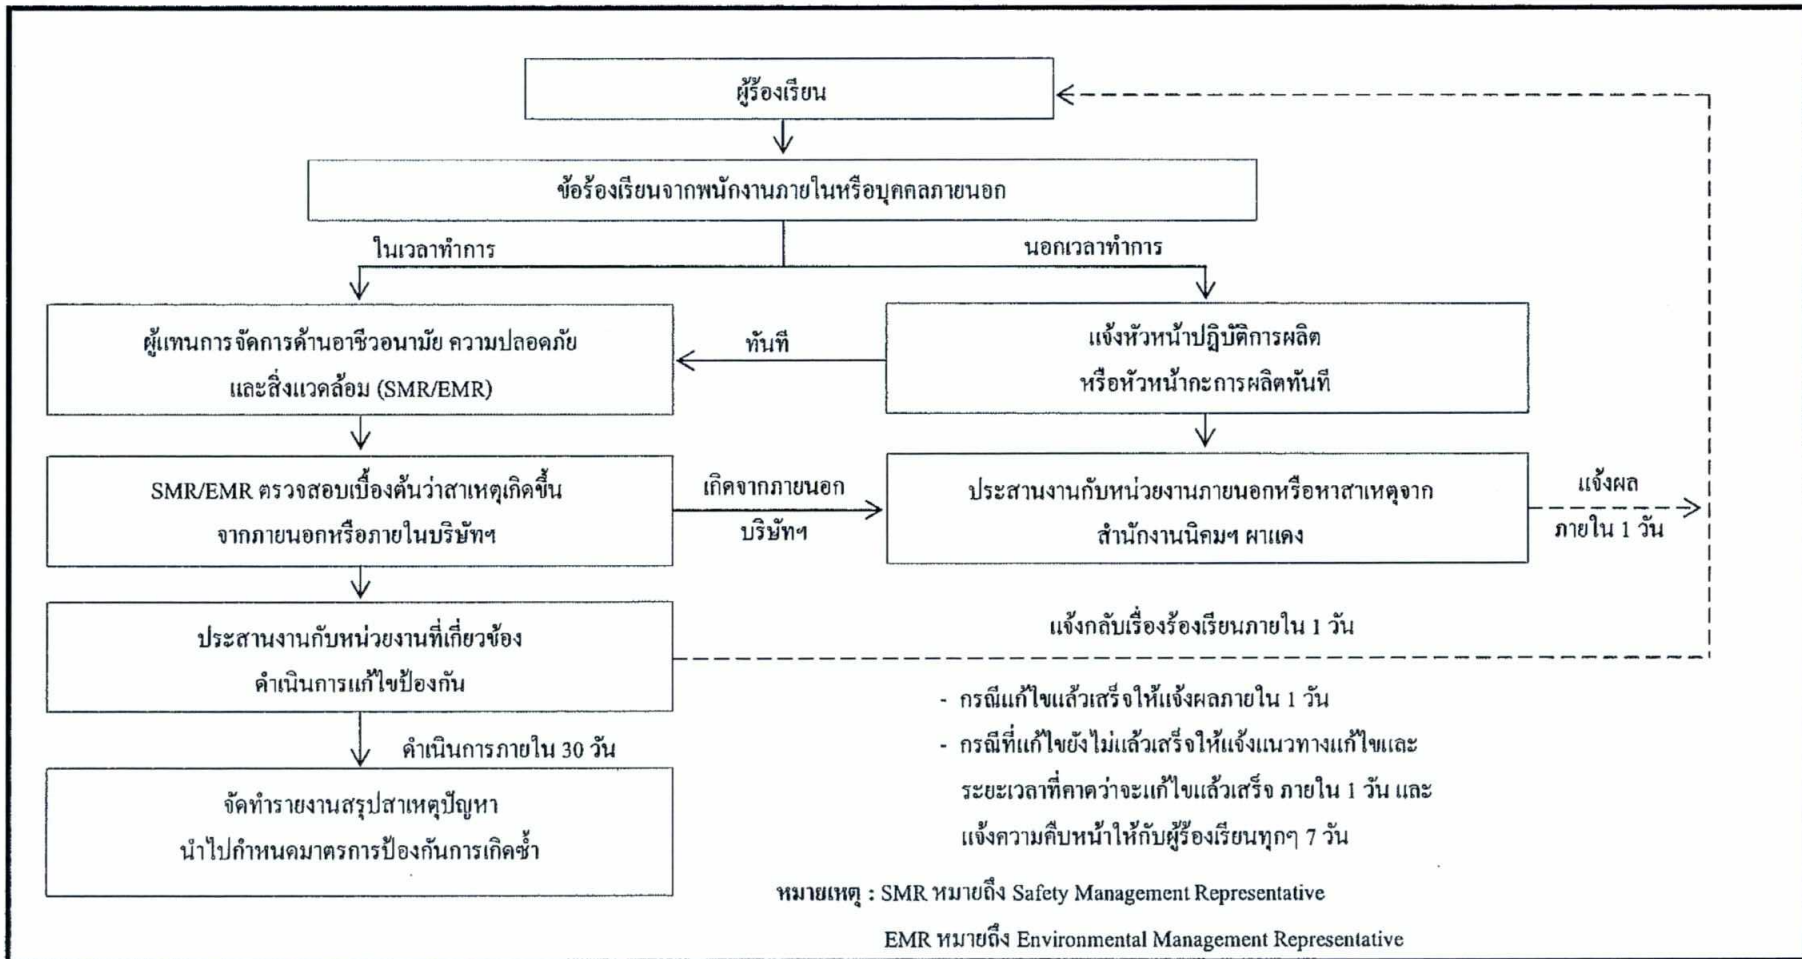 ผู้ร้องเรียน
ข้อร้องเรียนจากพนักงานภายในหรือบุคคลภายนอก
ในเวลาทำการ
นอกเวลาทำการ
ผู้แทนการจัดการด้านอาชีวอนามัย ความปลอดภัย
และสิ่งแวดล้อม (SMR/EMR)
ทันที
แจ้งหัวหน้าปฏิบัติการผลิต
หรือหัวหน้ากะการผลิตทันที
SMR/EMR ตรวจสอบเบื้องต้นว่าสาเหตุเกิดขึ้น
จากภายนอกหรือภายในบริษัทฯ
เกิดจากภายนอก
บริษัทฯ
ประสานงานกับหน่วยงานภายนอกหรือหาสาเหตุจาก
สำนักงานนิคมฯ ผาแดง
แจ้งผล
ภายใน 1 วัน
ประสานงานกับหน่วยงานที่เกี่ยวข้อง
ดำเนินการแก้ไขป้องกัน
แจ้งกลับเรื่องร้องเรียนภายใน 1 วัน
- กรณีแก้ไขแล้วเสร็จให้แจ้งผลภายใน 1 วัน
- กรณีที่แก้ไขยังไม่แล้วเสร็จให้แจ้งแนวทางแก้ไขและ
ระยะเวลาที่คาดว่าจะแก้ไขแล้วเสร็จ ภายใน 1 วัน และ
แจ้งความคืบหน้าให้กับผู้ร้องเรียนทุกๆ 7 วัน
ดำเนินการภายใน 30 วัน
จัดทำรายงานสรุปสาเหตุปัญหา
นำไปกำหนดมาตรการป้องกันการเกิดซ้ำ
หมายเหตุ : SMR หมายถึง Safety Management Representative
EMR หมายถึง Environmental Management Representative